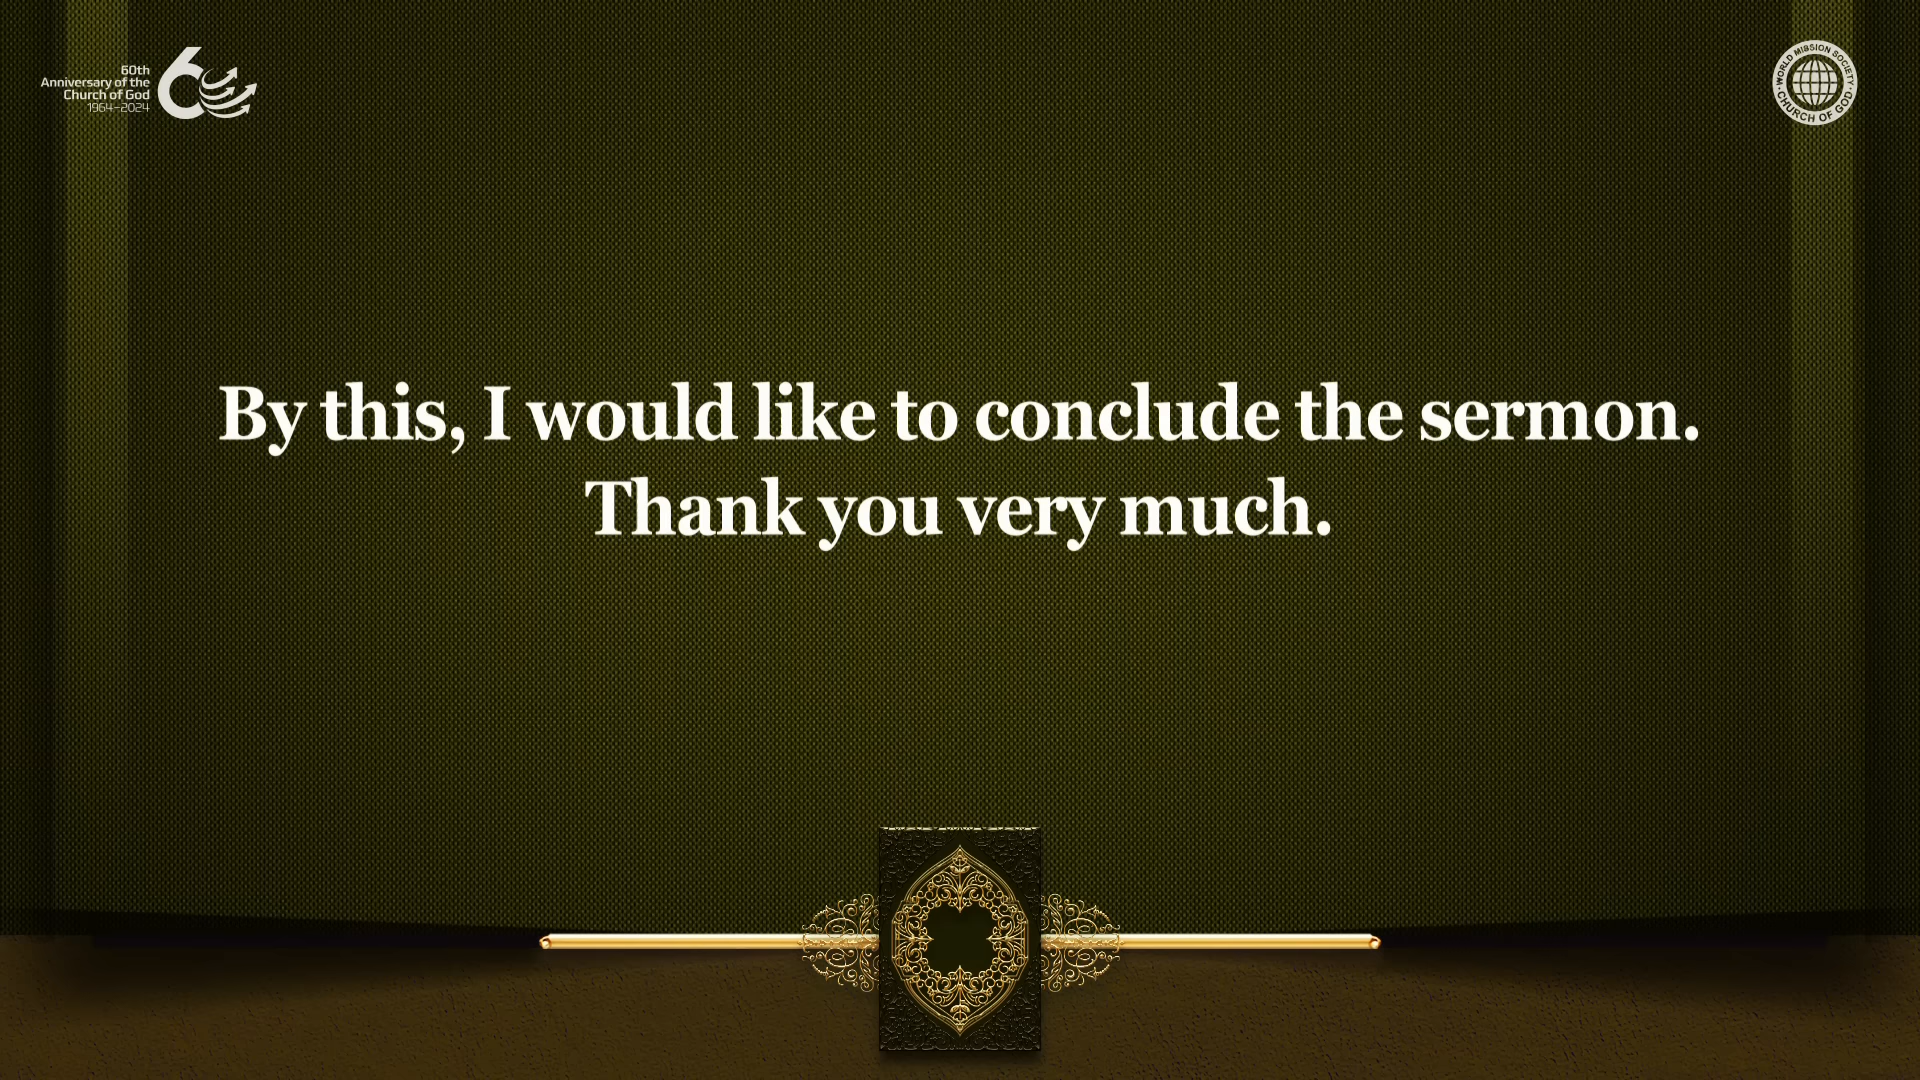 60th
Anniversary of the
Church of God
1964–2024
60
WORLD MISSION SOCIETY
CHURCH OF GOD
By this, I would like to conclude the sermon.
Thank you very much.